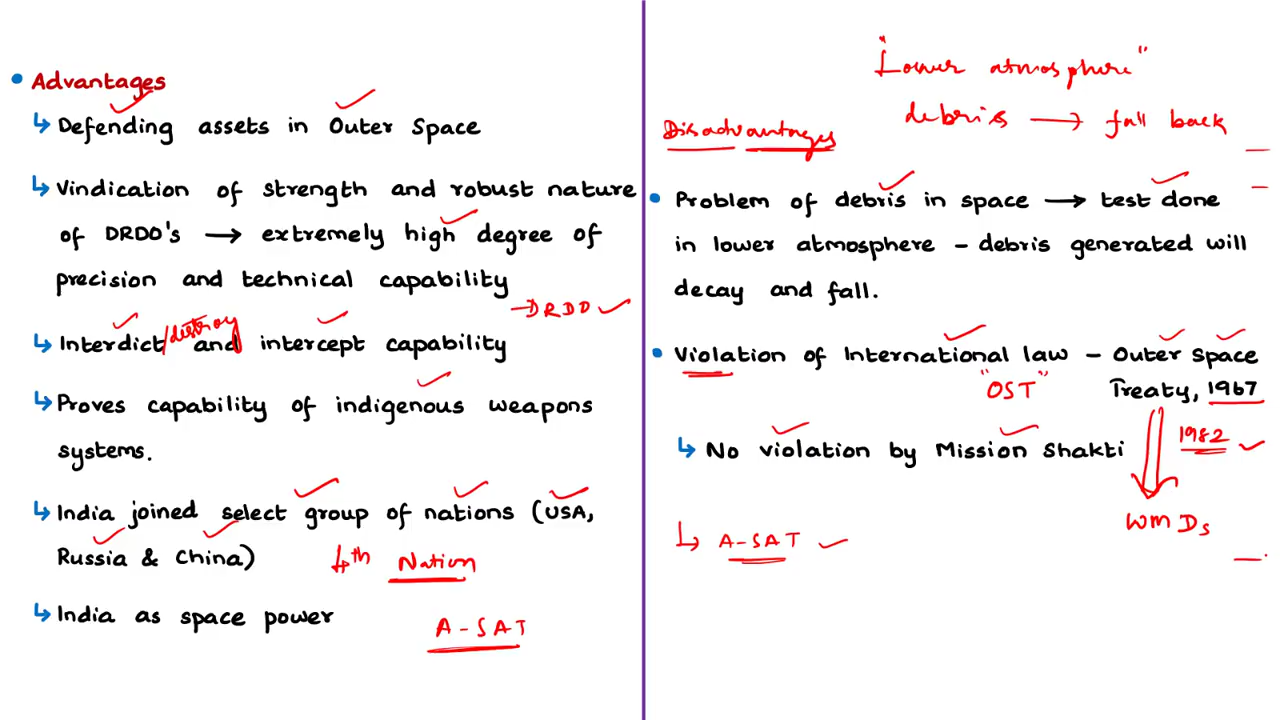 • Advantages
↳ Defending assets in Outer Space
↳ Vindication of strength and robust nature
of DRDO's → extremely high degree of
precision and technical capability
→ DRDO ✓
↳ Interdict /destroy and intercept capability
↳ Proves capability of indigenous weapons
systems.
↳ India joined select group of nations (USA,
Russia & China)
↳ 4th Nation
↳ India as space power
A-SAT
"Lower atmosphere"
debris → fall back
Disadvantages
• Problem of debris in space → test done
in lower atmosphere – debris generated will
decay and fall.
• Violation of International law – Outer Space
"OST" Treaty, 1967
↳ No violation by Mission Shakti
1982 ✓
WMDs
↳ A-SAT ✓